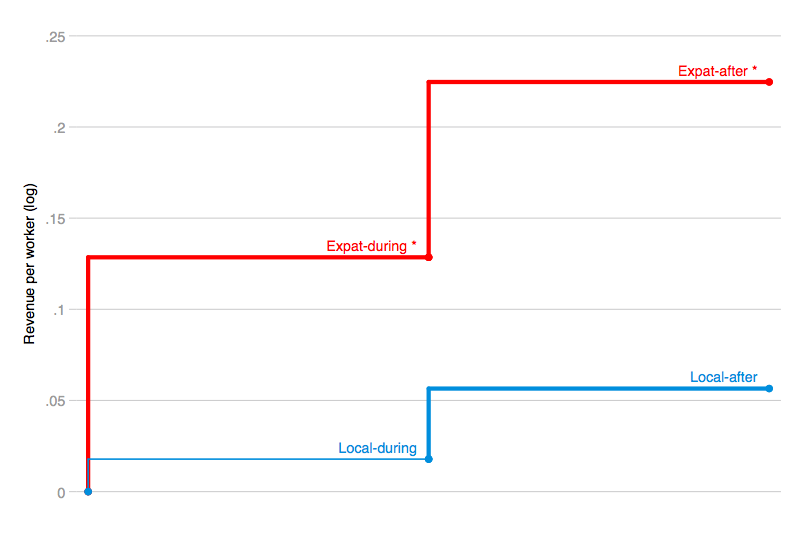 .25
Expat-after *
.2
.15
Expat-during *
Revenue per worker (log)
.1
Local-after
.05
Local-during
0